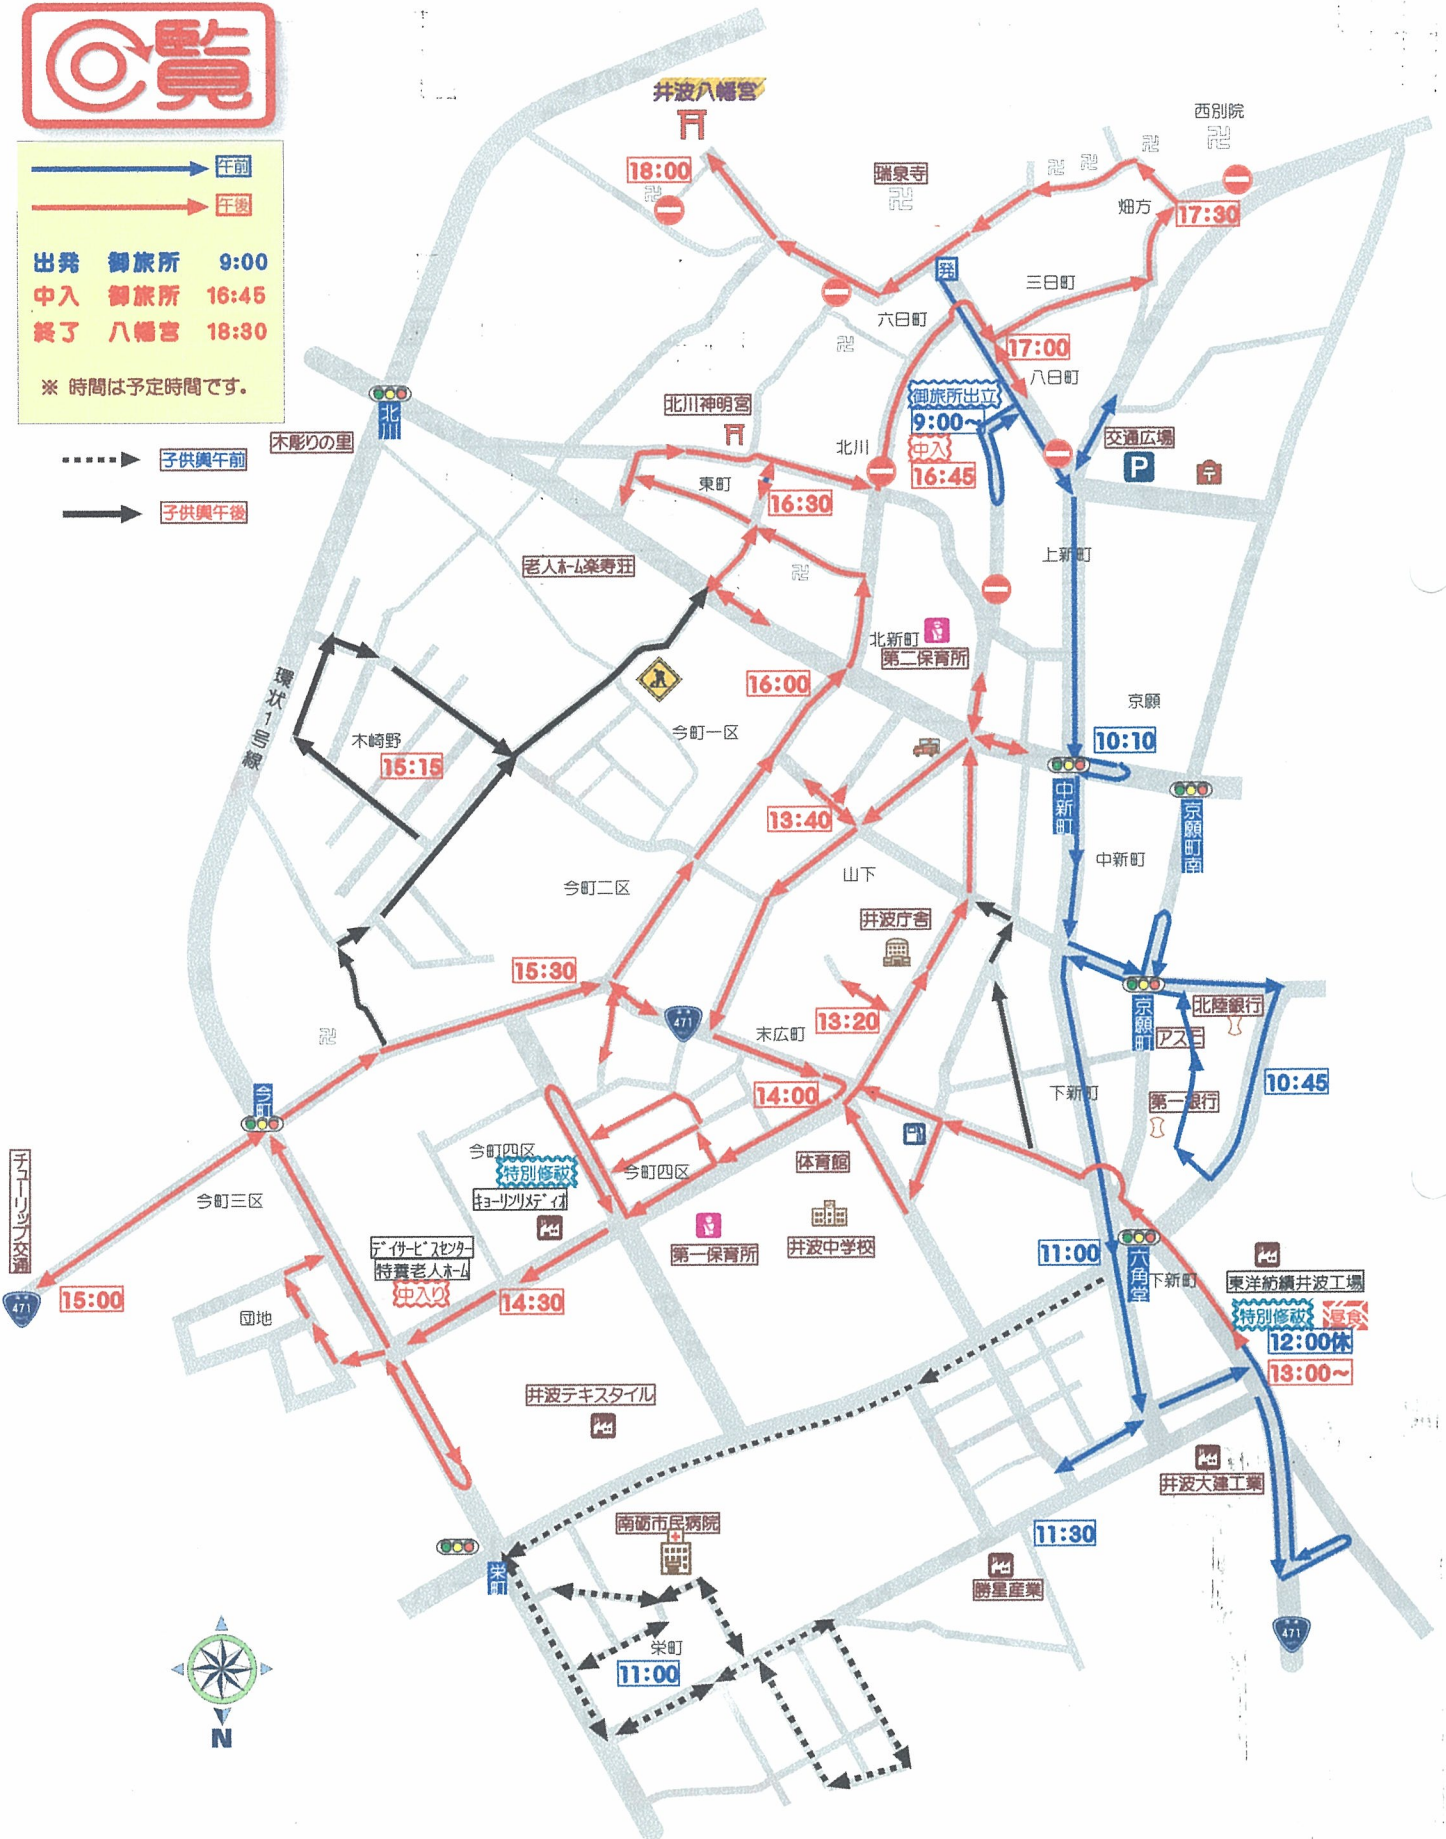 回覧
午前
午後
出発 御旅所 9:00
中入 御旅所 16:45
終了 八幡宮 18:30
※ 時間は予定時間です。
子供輿午前
子供輿午後
井波八幡宮
18:00
瑞泉寺
西別院
畑方
17:30
発
三日町
六日町
17:00
八日町
北川
木彫りの里
北川神明宮
御旅所出立
9:00~
中入
16:45
北川
交通広場
P
東町
16:30
上新町
老人ホーム楽寿荘
北新町
第二保育所
環状1号線
16:00
今町一区
京願
木崎野
15:15
10:10
中新町
京願町南
13:40
中新町
今町二区
山下
井波庁舎
15:30
471
末広町
13:20
京願町
北陸銀行
アスモ
10:45
今町
14:00
下新町
第一銀行
チューリップ交通
今町三区
今町四区
特別修祓
キョーリンリメディオ
今町四区
体育館
第一保育所
井波中学校
デイサービスセンター
特養老人ホーム
中入り
14:30
15:00
471
団地
11:00
六角堂
下新町
東洋紡績井波工場
特別修祓 昼食
12:00休
13:00~
井波テキスタイル
井波大建工業
南砺市民病院
11:30
勝星産業
栄町
栄町
11:00
471
N